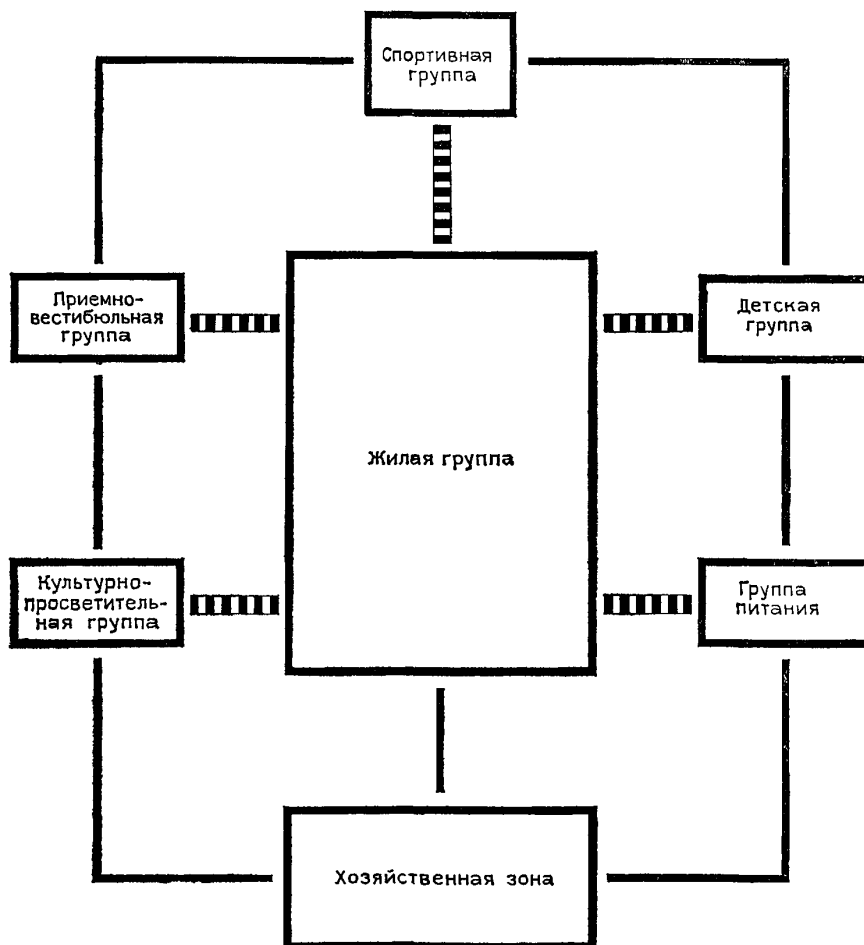 Спортивная
группа
Приемно-
вестибюльная
группа
Детская
группа
Жилая группа
Культурно-
просветитель-
ная группа
Группа
питания
Хозяйственная зона